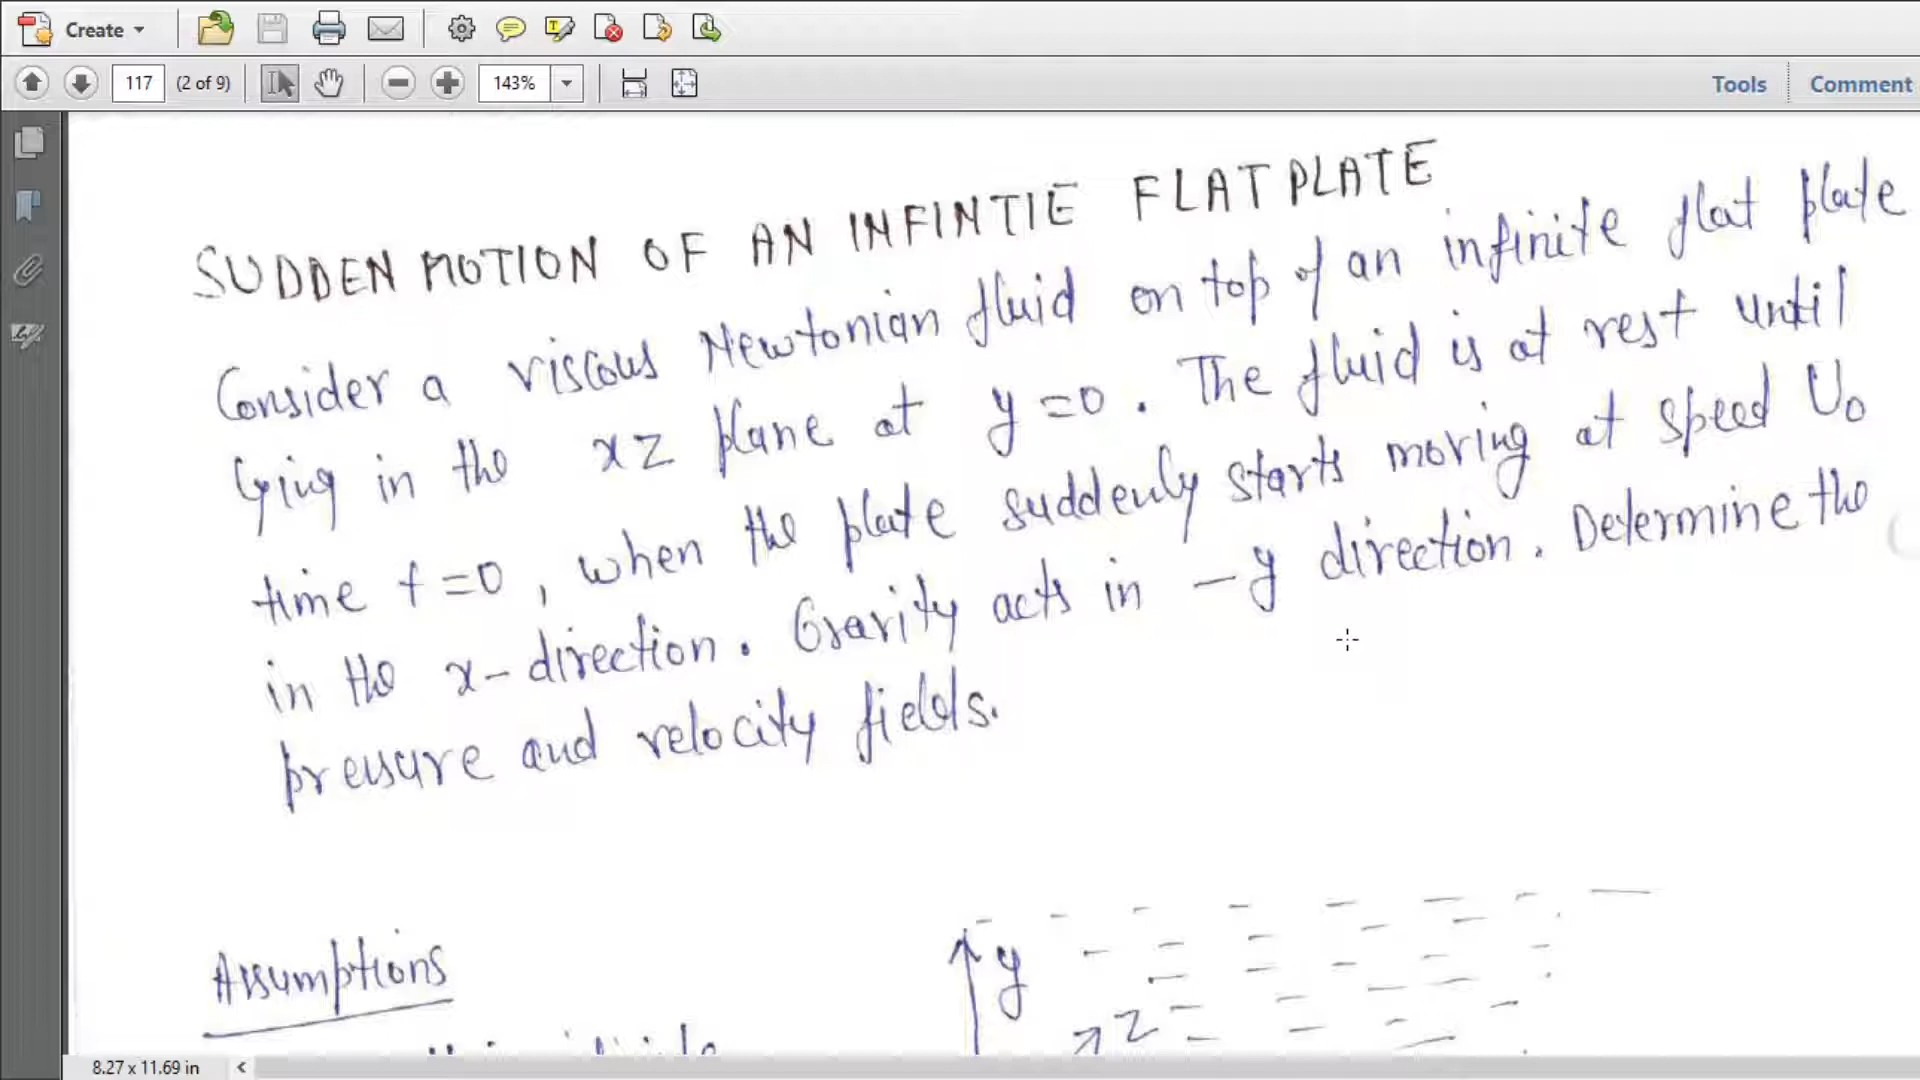 Create
117 (2 of 9) 143% Tools Comment
SUDDEN MOTION OF AN INFINTIE FLAT PLATE
Consider a viscous Newtonian fluid on top of an infinite flat plate
lying in the xz plane at y=0. The fluid is at rest until
time t=0, when the plate suddenly starts moving at speed U0
in the x-direction. Gravity acts in -y direction. Determine the
pressure and velocity fields.
Assumptions
y
z
8.27 x 11.69 in